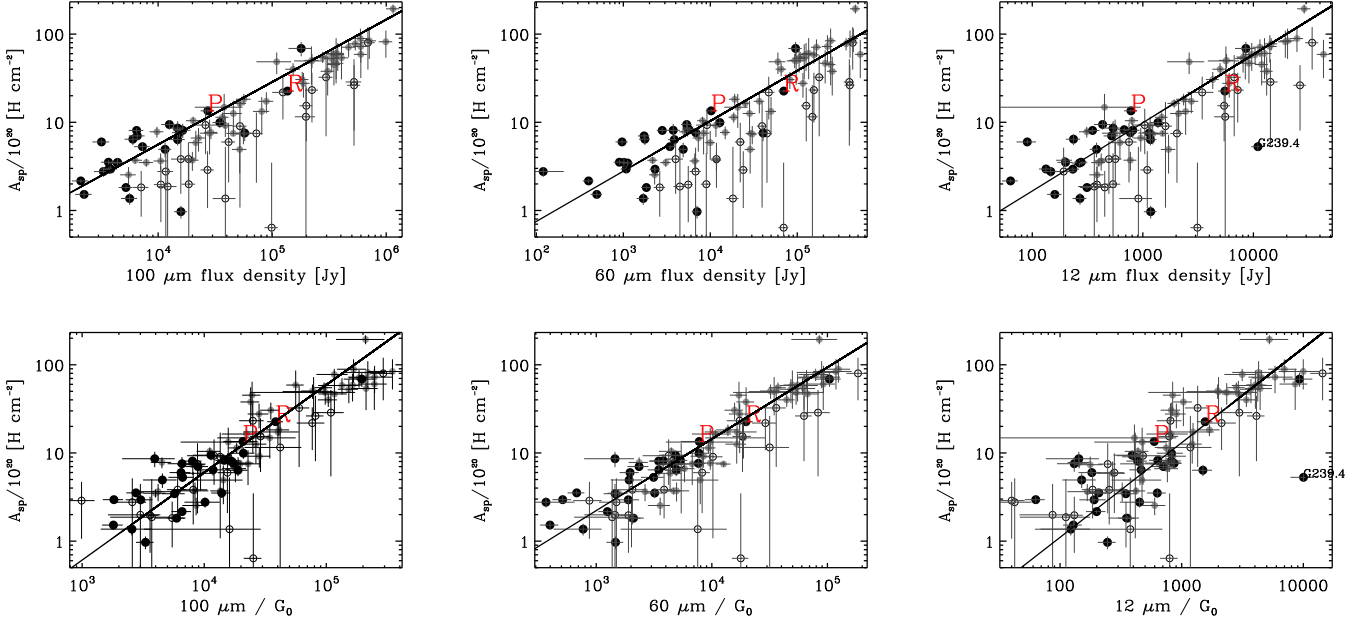 100
10
1
A_sp/10^20 [H cm^-2]
P
R
10^4
10^5
10^6
100 μm flux density [Jy]
100
10
1
A_sp/10^20 [H cm^-2]
P
R
10^2
10^3
10^4
10^5
60 μm flux density [Jy]
100
10
1
A_sp/10^20 [H cm^-2]
P
R
G239.4
100
1000
10000
12 μm flux density [Jy]
100
10
1
A_sp/10^20 [H cm^-2]
P
R
10^3
10^4
10^5
100 μm / G_0
100
10
1
A_sp/10^20 [H cm^-2]
P
R
10^3
10^4
10^5
60 μm / G_0
100
10
1
A_sp/10^20 [H cm^-2]
P
R
G239.4
100
1000
10000
12 μm / G_0